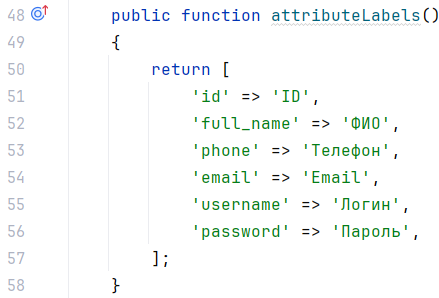 48 public function attributeLabels()
49 {
50 return [
51 'id' => 'ID',
52 'full_name' => 'ФИО',
53 'phone' => 'Телефон',
54 'email' => 'Email',
55 'username' => 'Логин',
56 'password' => 'Пароль',
57 ];
58 }